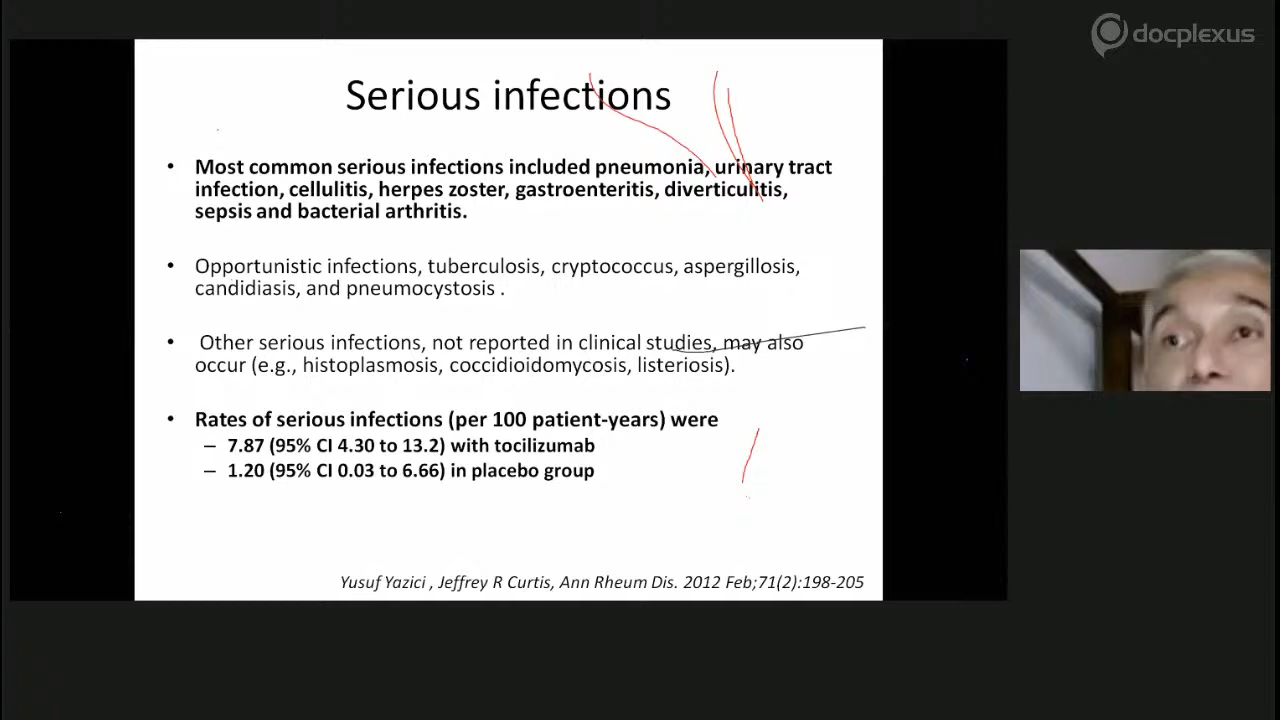 docplexus
Serious infections
• Most common serious infections included pneumonia, urinary tract
infection, cellulitis, herpes zoster, gastroenteritis, diverticulitis,
sepsis and bacterial arthritis.
• Opportunistic infections, tuberculosis, cryptococcus, aspergillosis,
candidiasis, and pneumocystosis .
• Other serious infections, not reported in clinical studies, may also
occur (e.g., histoplasmosis, coccidioidomycosis, listeriosis).
• Rates of serious infections (per 100 patient-years) were
– 7.87 (95% CI 4.30 to 13.2) with tocilizumab
– 1.20 (95% CI 0.03 to 6.66) in placebo group
Yusuf Yazici , Jeffrey R Curtis, Ann Rheum Dis. 2012 Feb;71(2):198-205